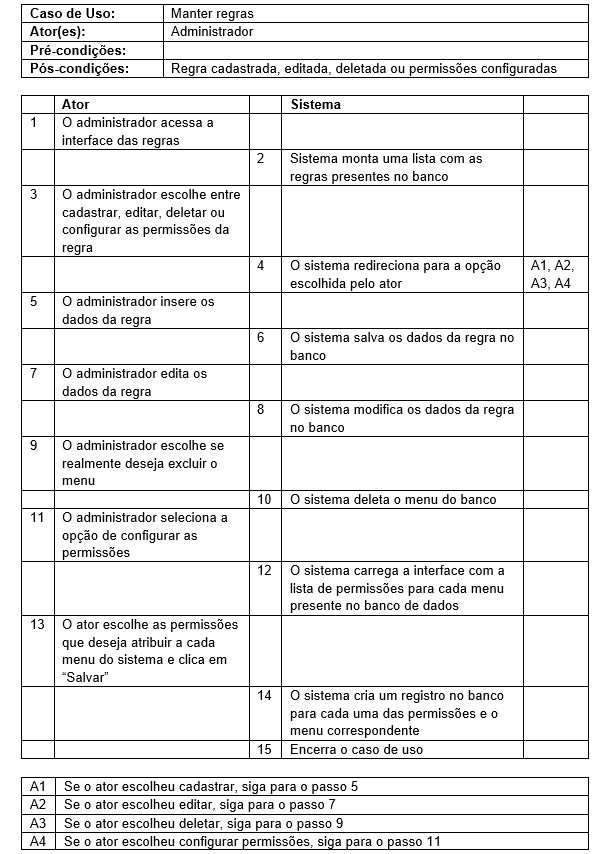 Caso de Uso: Manter regras
Ator(es): Administrador
Pré-condições:
Pós-condições: Regra cadastrada, editada, deletada ou permissões configuradas
Ator Sistema
1 O administrador acessa a
interface das regras
2 Sistema monta uma lista com as
regras presentes no banco
3 O administrador escolhe entre
cadastrar, editar, deletar ou
configurar as permissões da
regra
4 O sistema redireciona para a opção A1, A2,
escolhida pelo ator A3, A4
5 O administrador insere os
dados da regra
6 O sistema salva os dados da regra no
banco
7 O administrador edita os
dados da regra
8 O sistema modifica os dados da regra
no banco
9 O administrador escolhe se
realmente deseja excluir o
menu
10 O sistema deleta o menu do banco
11 O administrador seleciona a
opção de configurar as
permissões
12 O sistema carrega a interface com a
lista de permissões para cada menu
presente no banco de dados
13 O ator escolhe as permissões
que deseja atribuir a cada
menu do sistema e clica em
“Salvar”
14 O sistema cria um registro no banco
para cada uma das permissões e o
menu correspondente
15 Encerra o caso de uso
A1 Se o ator escolheu cadastrar, siga para o passo 5
A2 Se o ator escolheu editar, siga para o passo 7
A3 Se o ator escolheu deletar, siga para o passo 9
A4 Se o ator escolheu configurar permissões, siga para o passo 11